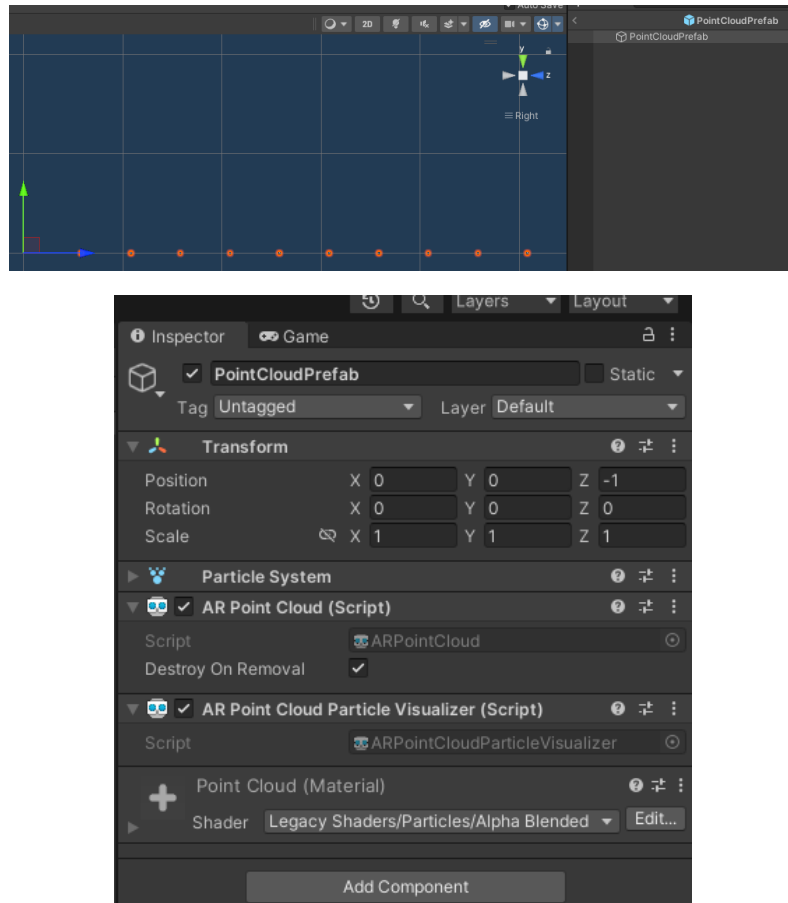 Auto Save
2D
PointCloudPrefab
PointCloudPrefab
y
z
Right
Layers
Layout
Inspector
Game
PointCloudPrefab
Static
Tag Untagged
Layer Default
Transform
Position X 0 Y 0 Z -1
Rotation X 0 Y 0 Z 0
Scale X 1 Y 1 Z 1
Particle System
AR Point Cloud (Script)
Script ARPointCloud
Destroy On Removal
AR Point Cloud Particle Visualizer (Script)
Script ARPointCloudParticleVisualizer
Point Cloud (Material)
Shader Legacy Shaders/Particles/Alpha Blended Edit...
Add Component